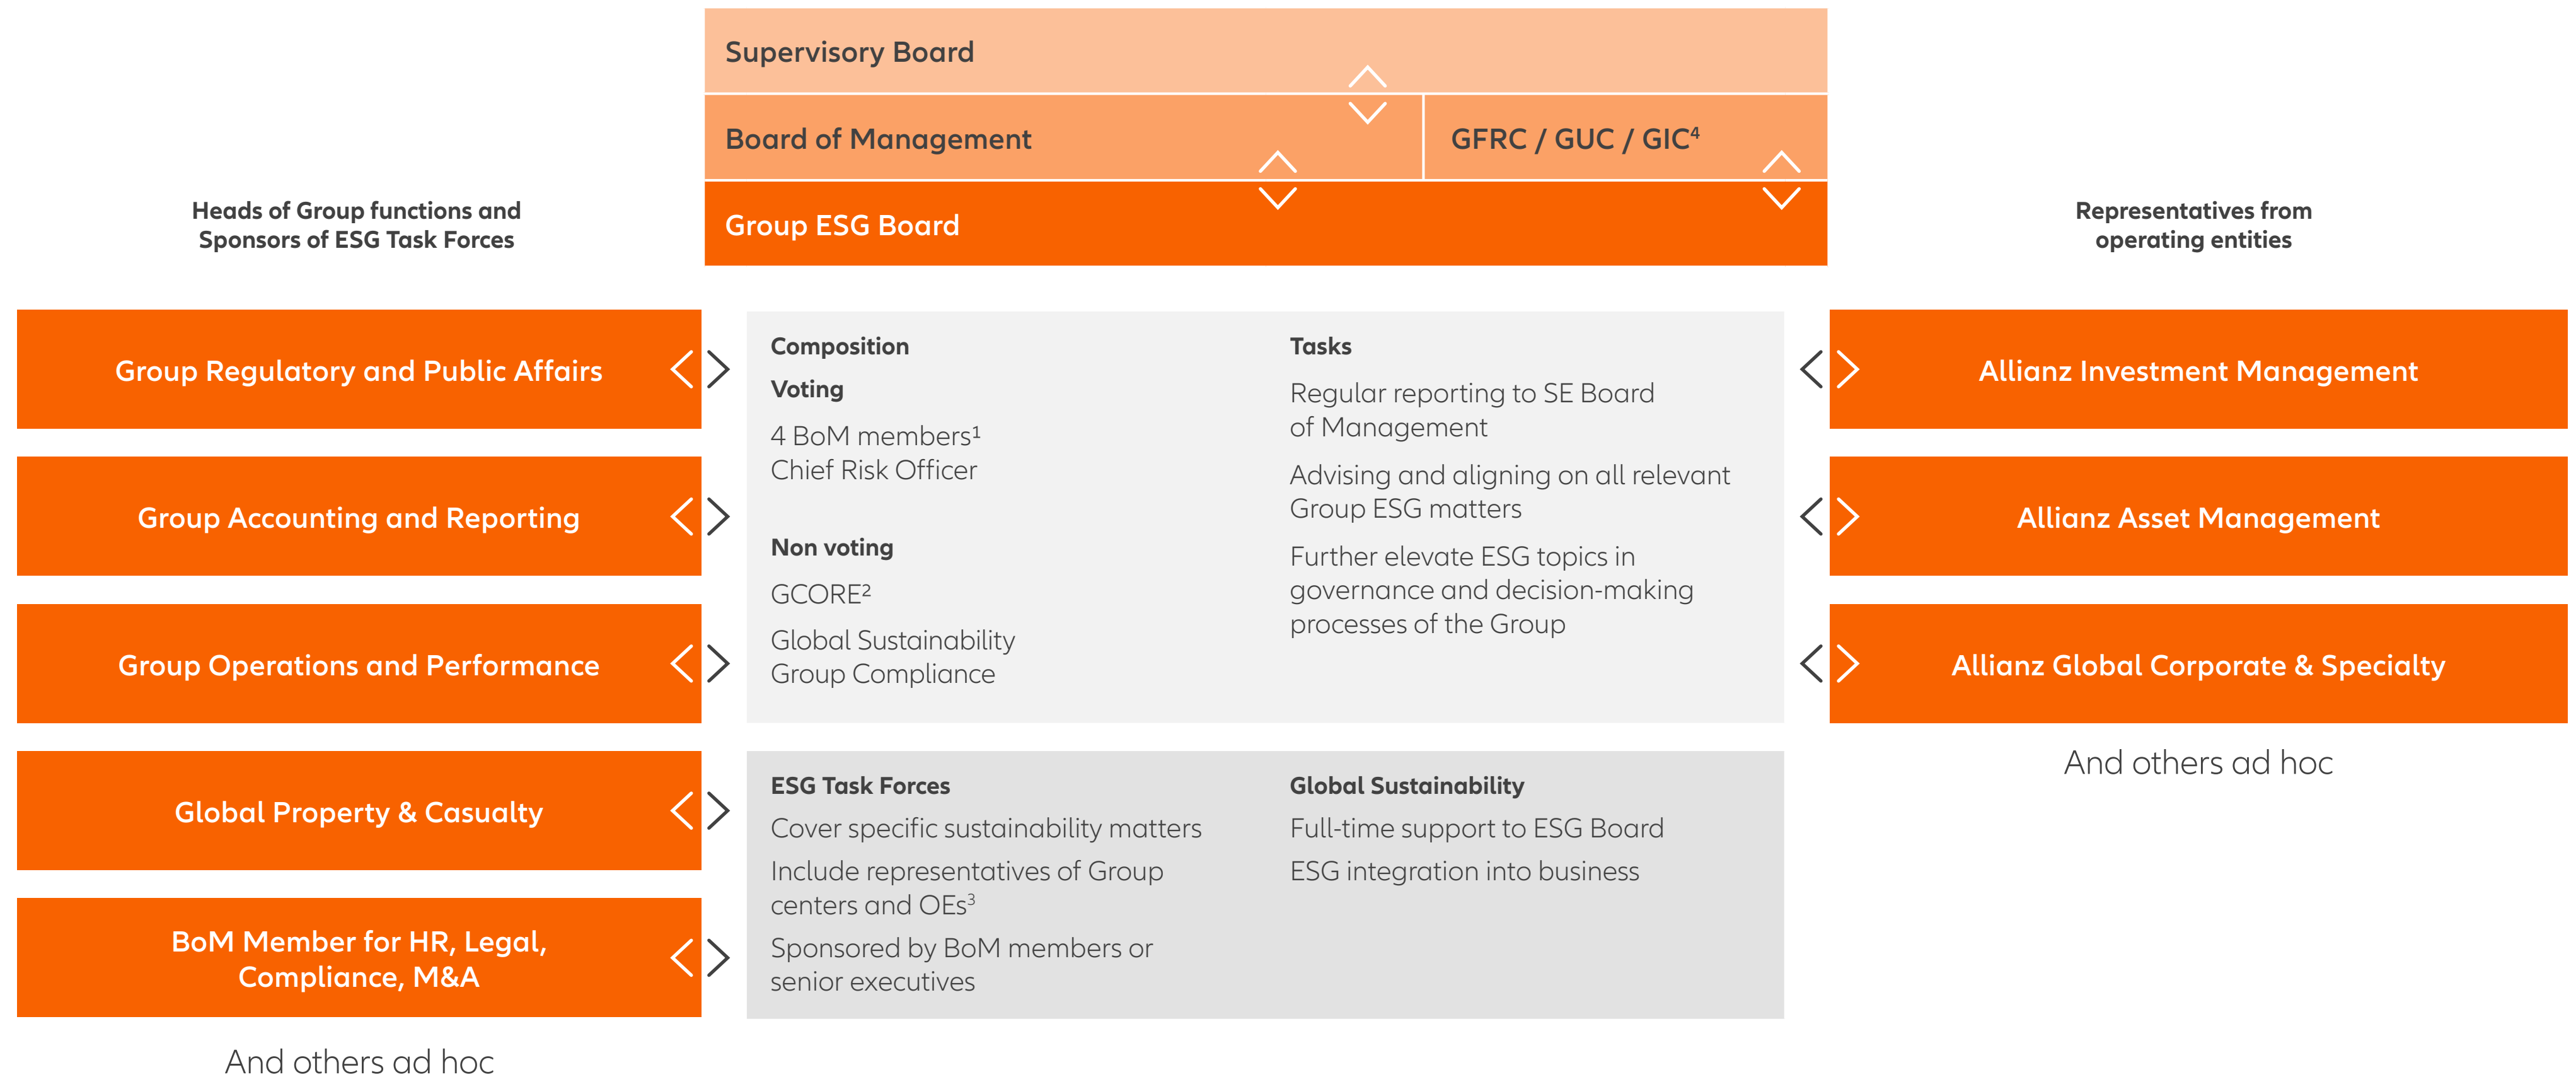 Supervisory Board
Board of Management
GFRC / GUC / GIC⁴
Group ESG Board
Heads of Group functions and
Sponsors of ESG Task Forces
Group Regulatory and Public Affairs
Group Accounting and Reporting
Group Operations and Performance
Global Property & Casualty
BoM Member for HR, Legal,
Compliance, M&A
And others ad hoc
Composition
Voting
4 BoM members¹
Chief Risk Officer
Non voting
GCORE²
Global Sustainability
Group Compliance
Tasks
Regular reporting to SE Board
of Management
Advising and aligning on all relevant
Group ESG matters
Further elevate ESG topics in
governance and decision-making
processes of the Group
ESG Task Forces
Cover specific sustainability matters
Include representatives of Group
centers and OEs³
Sponsored by BoM members or
senior executives
Global Sustainability
Full-time support to ESG Board
ESG integration into business
Representatives from
operating entities
Allianz Investment Management
Allianz Asset Management
Allianz Global Corporate & Specialty
And others ad hoc